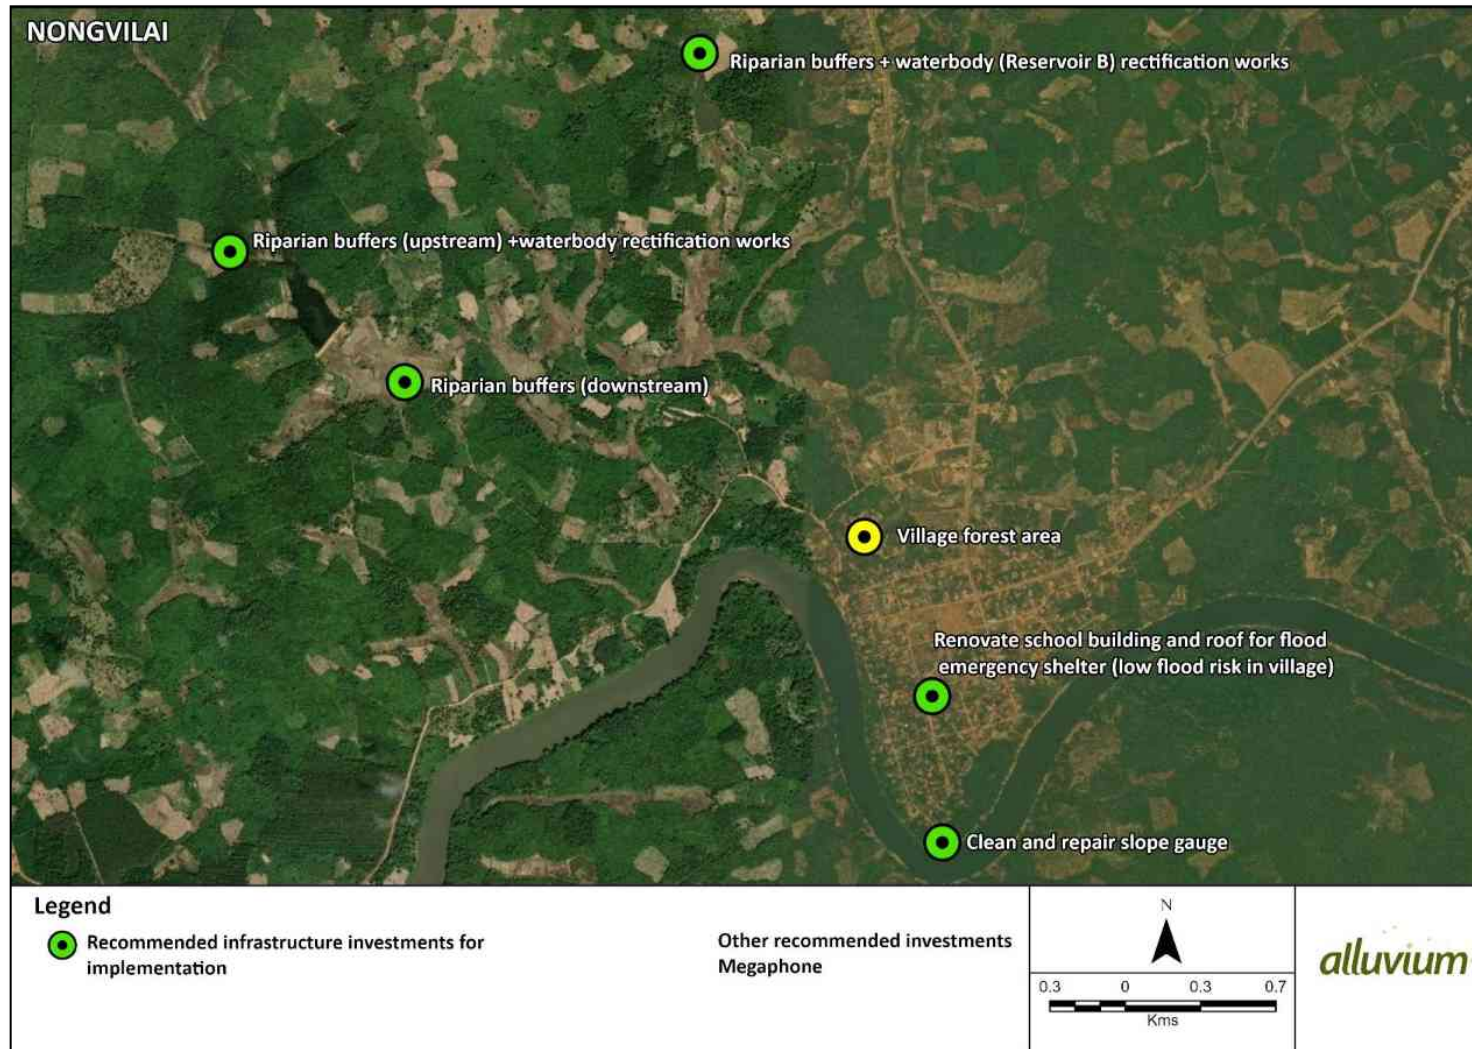 NONGVILAI
Riparian buffers + waterbody (Reservoir B) rectification works
Riparian buffers (upstream) +waterbody rectification works
Riparian buffers (downstream)
Village forest area
Renovate school building and roof for flood
emergency shelter (low flood risk in village)
Clean and repair slope gauge
Legend
Recommended infrastructure investments for
implementation
Other recommended investments
Megaphone
N
0.3 0 0.3 0.7
Kms
alluvium